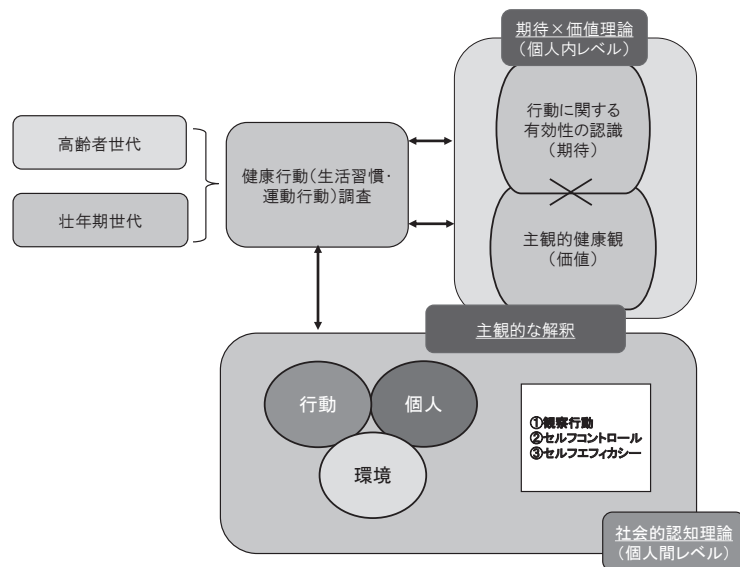 期待×価値理論
（個人内レベル）
行動に関する
有効性の認識
（期待）
主観的健康観
（価値）
高齢者世代
壮年期世代
健康行動（生活習慣・
運動行動）調査
主観的な解釈
行動
個人
環境
①観察行動
②セルフコントロール
③セルフエフィカシー
社会的認知理論
（個人間レベル）